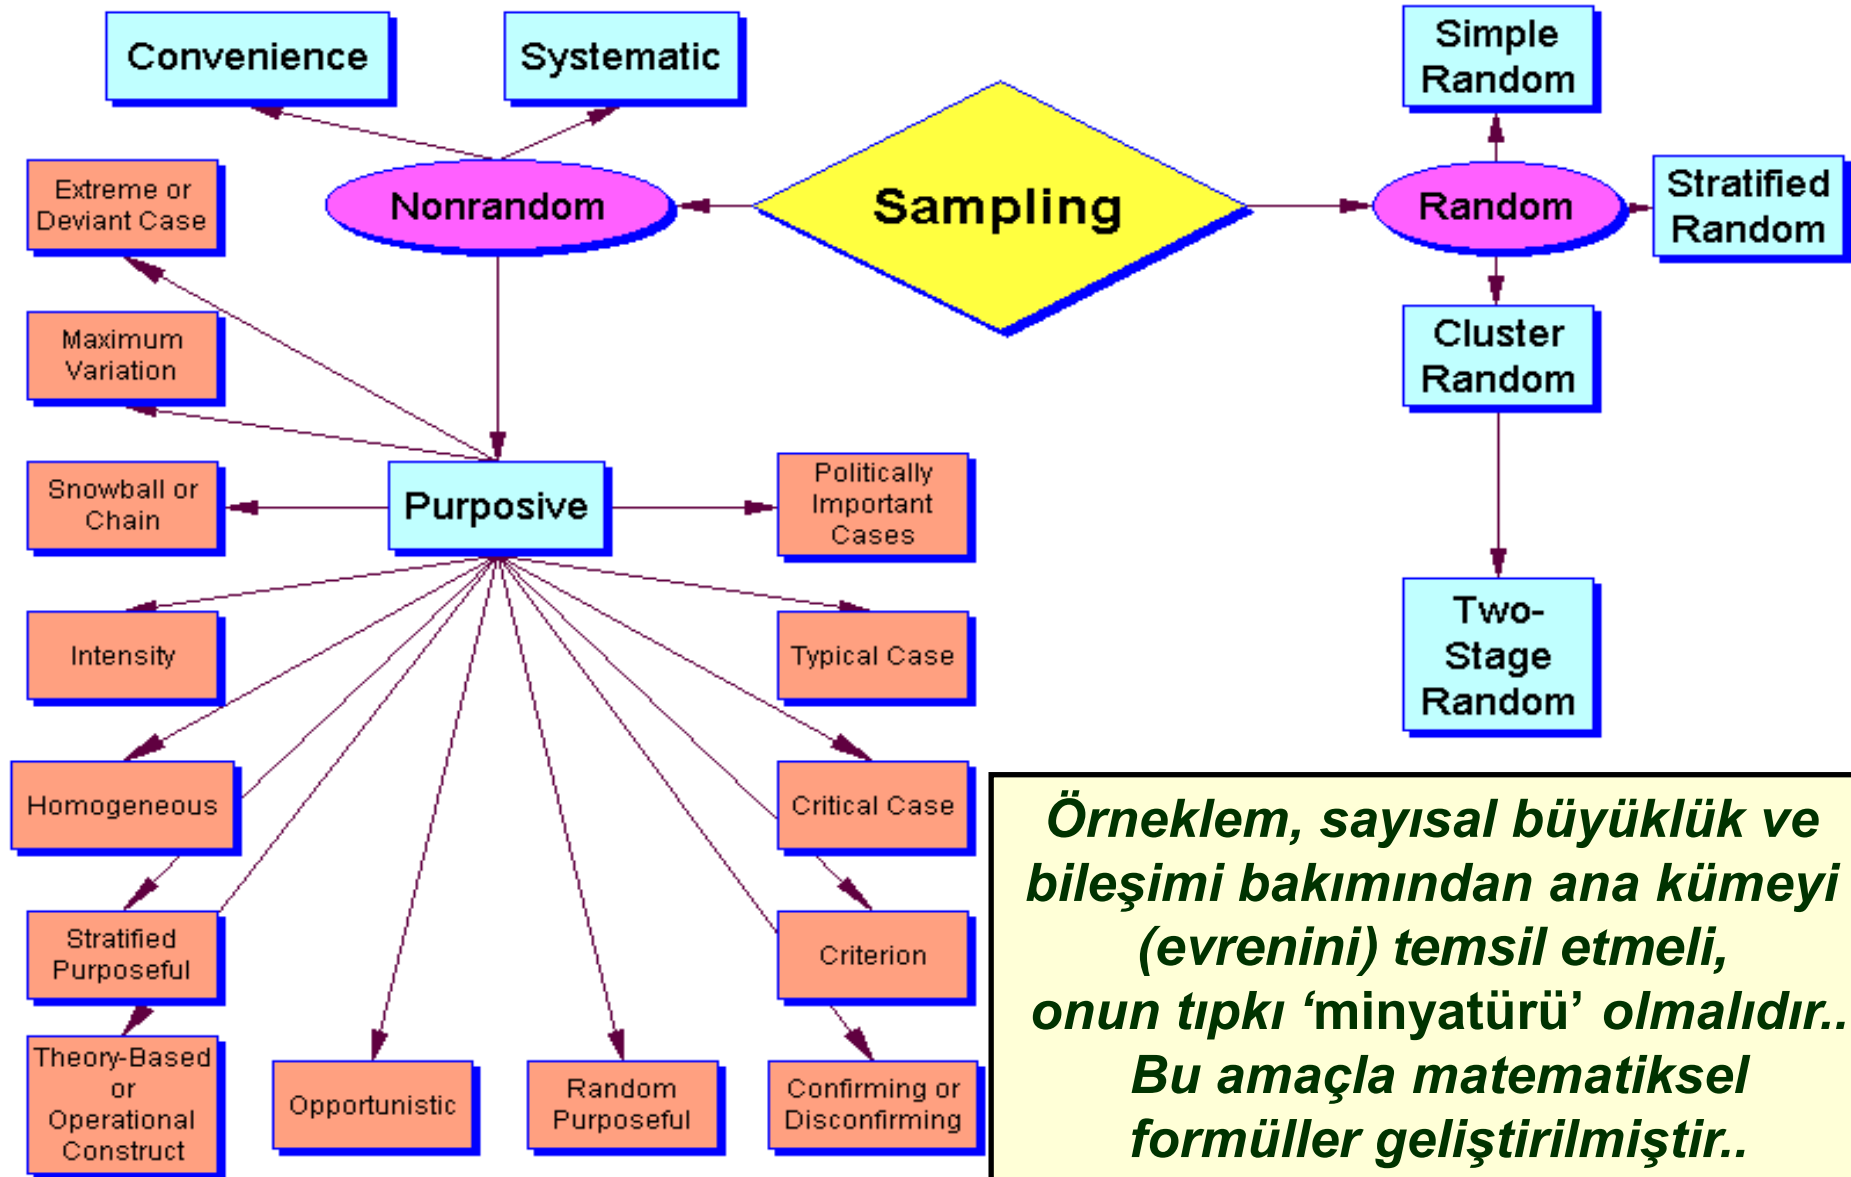 Convenience
Systematic
Simple
Random
Extreme or
Deviant Case
Nonrandom
Sampling
Random
Stratified
Random
Maximum
Variation
Cluster
Random
Snowball or
Chain
Purposive
Politically
Important
Cases
Intensity
Typical Case
Two-
Stage
Random
Homogeneous
Critical Case
Stratified
Purposeful
Criterion
Theory-Based
or
Operational
Construct
Opportunistic
Random
Purposeful
Confirming or
Disconfirming
Örneklem, sayısal büyüklük ve
bileşimi bakımından ana kümeyi
(evrenini) temsil etmeli,
onun tıpkı ‘minyatürü’ olmalıdır..
Bu amaçla matematiksel
formüller geliştirilmiştir..